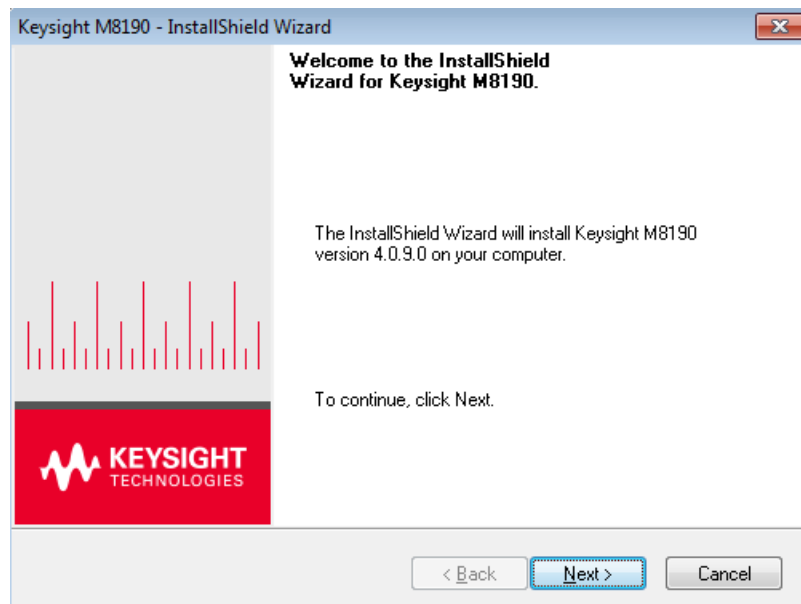 Keysight M8190 - InstallShield Wizard
Welcome to the InstallShield
Wizard for Keysight M8190.
The InstallShield Wizard will install Keysight M8190
version 4.0.9.0 on your computer.
To continue, click Next.
KEYSIGHT
TECHNOLOGIES
< Back
Next >
Cancel